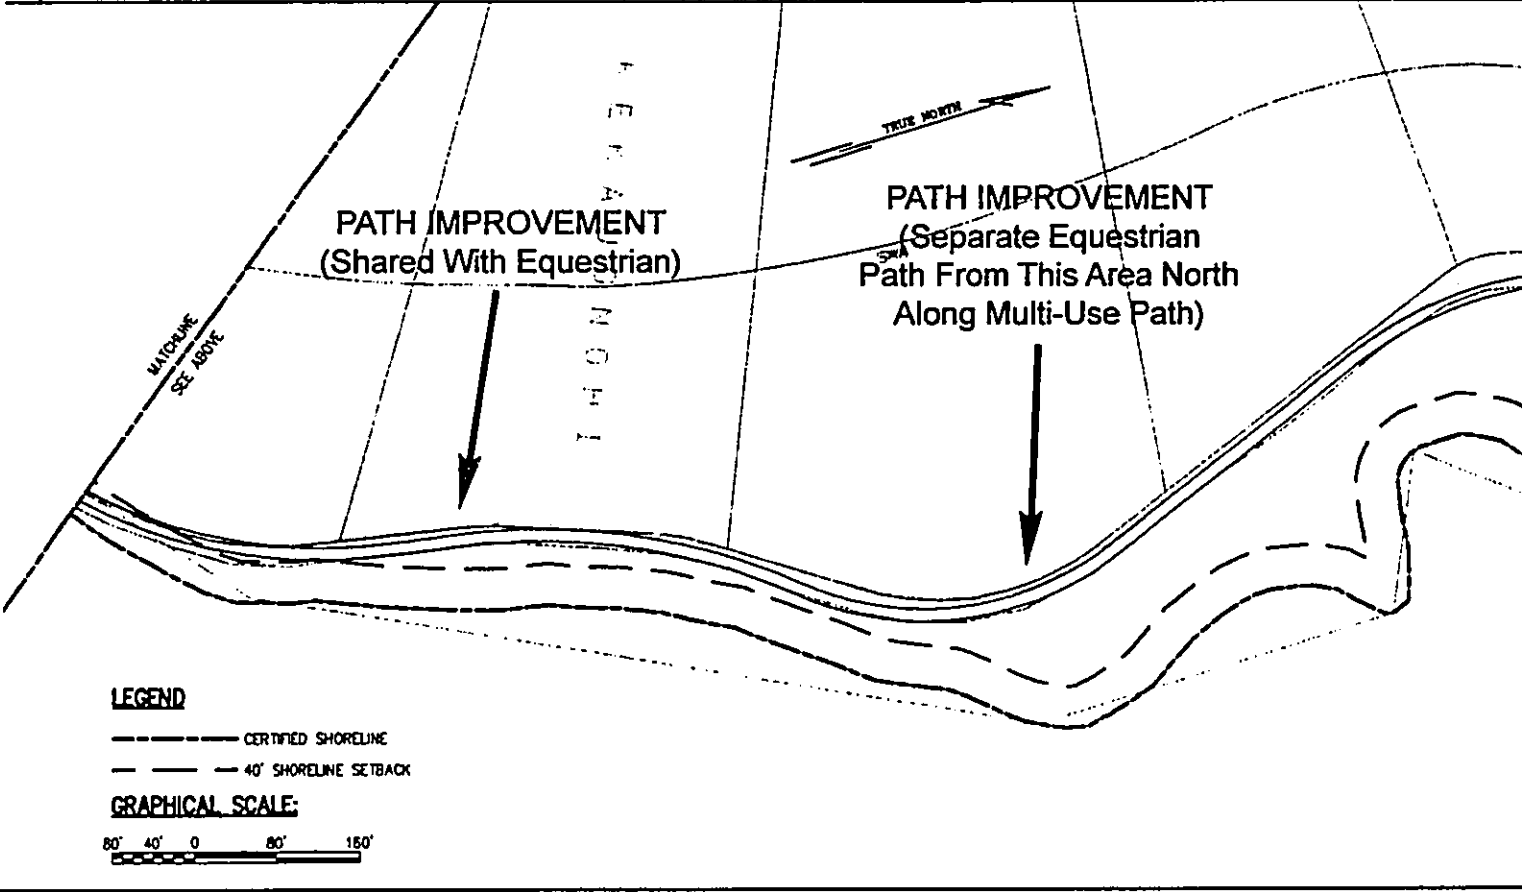 TRUE NORTH
PATH IMPROVEMENT
(Shared With Equestrian)
PATH IMPROVEMENT
(Separate Equestrian
Path From This Area North
Along Multi-Use Path)
SMA
MATCHLINE
SEE ABOVE
LEGEND
CERTIFIED SHORELINE
40' SHORELINE SETBACK
GRAPHICAL SCALE:
80' 40' 0 80' 160'